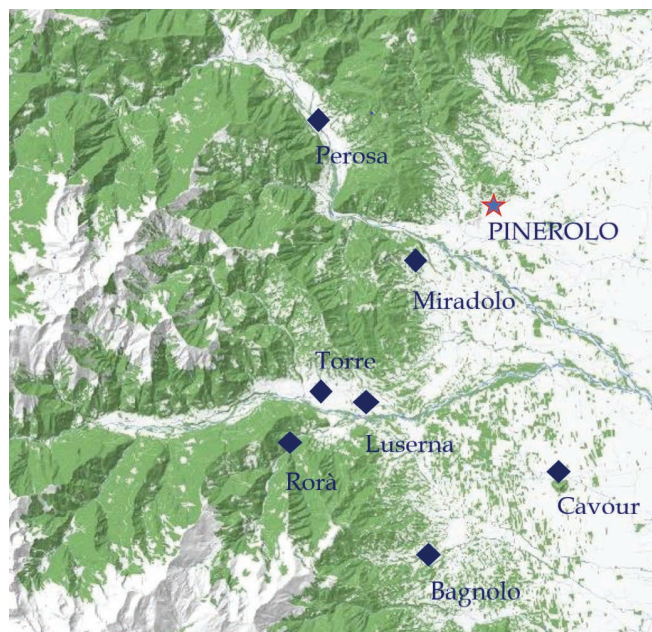 Perosa
PINEROLO
Miradolo
Torre
Luserna
Rorà
Cavour
Bagnolo